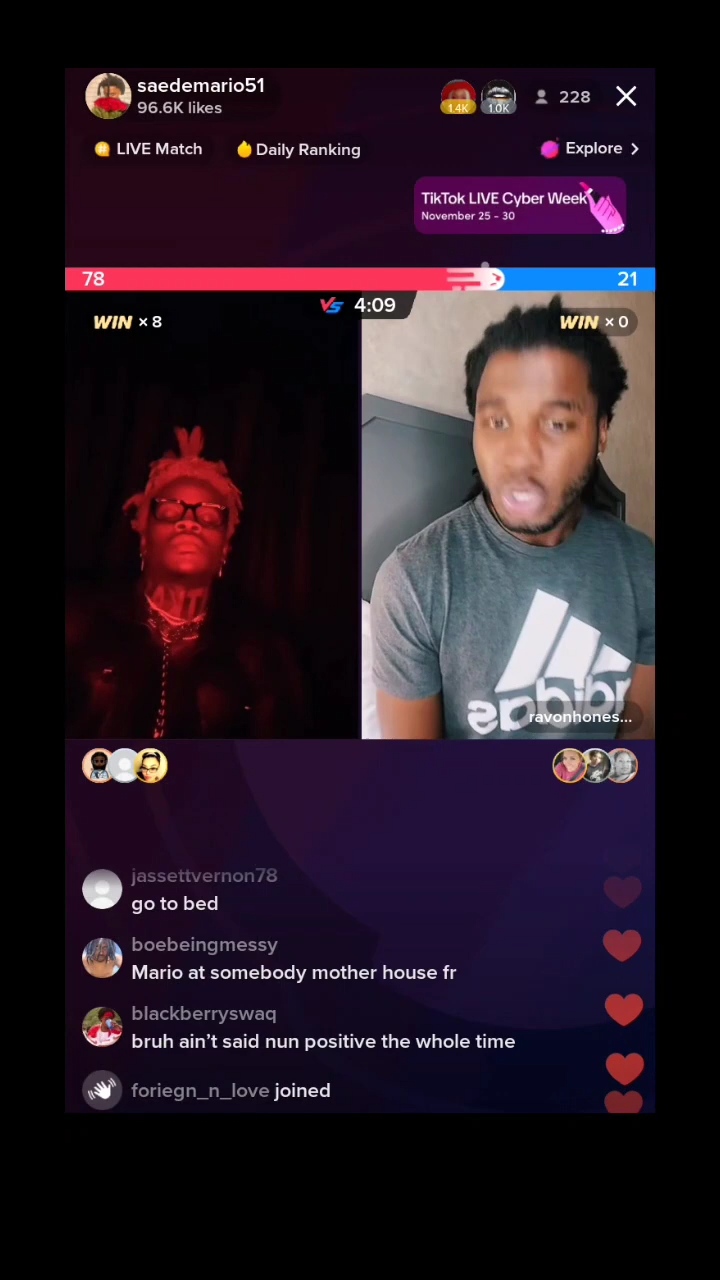 saedemario51
96.6K likes
1.4K
1.0K
228
LIVE Match
Daily Ranking
Explore
TikTok LIVE Cyber Week
November 25 - 30
78
21
VS 4:09
WIN × 8
WIN × 0
adidas
ravonhones...
jassettvernon78
go to bed
boebeingmessy
Mario at somebody mother house fr
blackberryswaq
bruh ain't said nun positive the whole time
foriegn_n_love joined